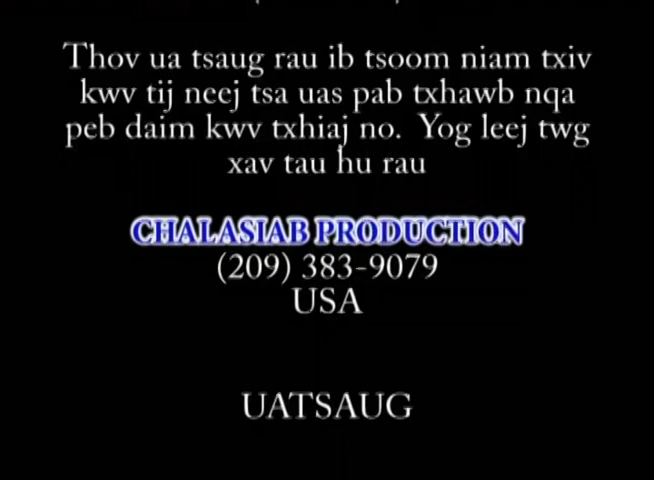 Thov ua tsaug rau ib tsoom niam txiv
kwv tij neej tsa uas pab txhawb nqa
peb daim kwv txhiaj no. Yog leej twg
xav tau hu rau
CHALASIAB PRODUCTION
(209) 383-9079
USA
UATSAUG